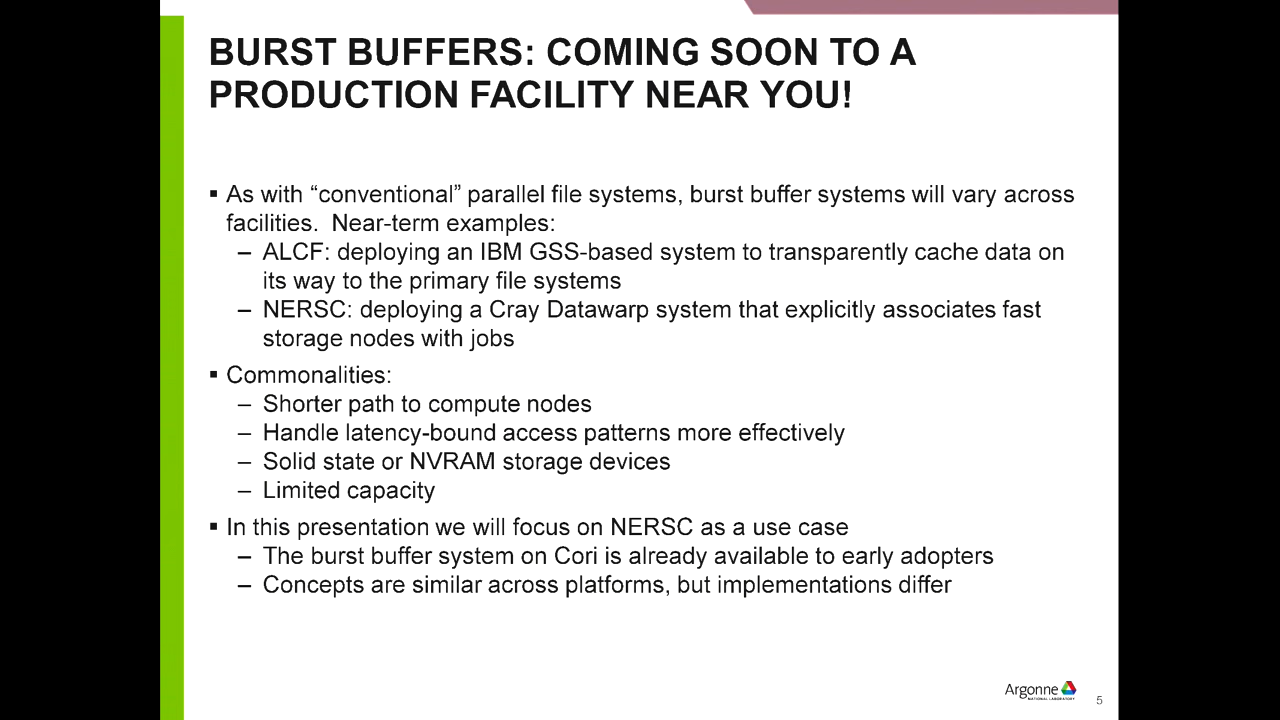 BURST BUFFERS: COMING SOON TO A
PRODUCTION FACILITY NEAR YOU!
▪ As with “conventional” parallel file systems, burst buffer systems will vary across
facilities.  Near-term examples:
– ALCF: deploying an IBM GSS-based system to transparently cache data on
its way to the primary file systems
– NERSC: deploying a Cray Datawarp system that explicitly associates fast
storage nodes with jobs
▪ Commonalities:
– Shorter path to compute nodes
– Handle latency-bound access patterns more effectively
– Solid state or NVRAM storage devices
– Limited capacity
▪ In this presentation we will focus on NERSC as a use case
– The burst buffer system on Cori is already available to early adopters
– Concepts are similar across platforms, but implementations differ
Argonne
NATIONAL LABORATORY
5